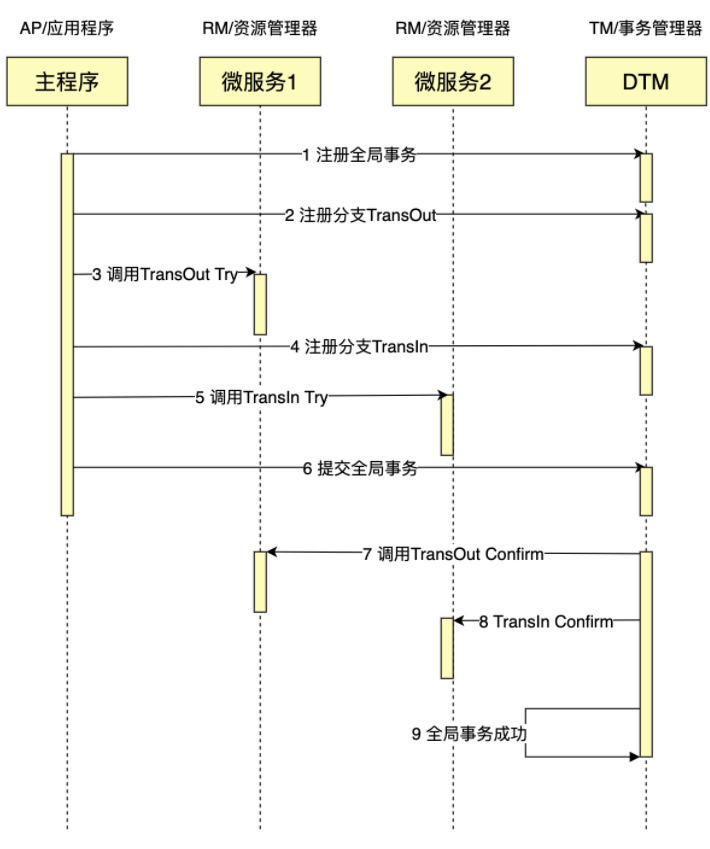 AP/应用程序
RM/资源管理器
RM/资源管理器
TM/事务管理器
主程序
微服务1
微服务2
DTM
1 注册全局事务
2 注册分支TransOut
3 调用TransOut Try
4 注册分支TransIn
5 调用TransIn Try
6 提交全局事务
7 调用TransOut Confirm
8 TransIn Confirm
9 全局事务成功